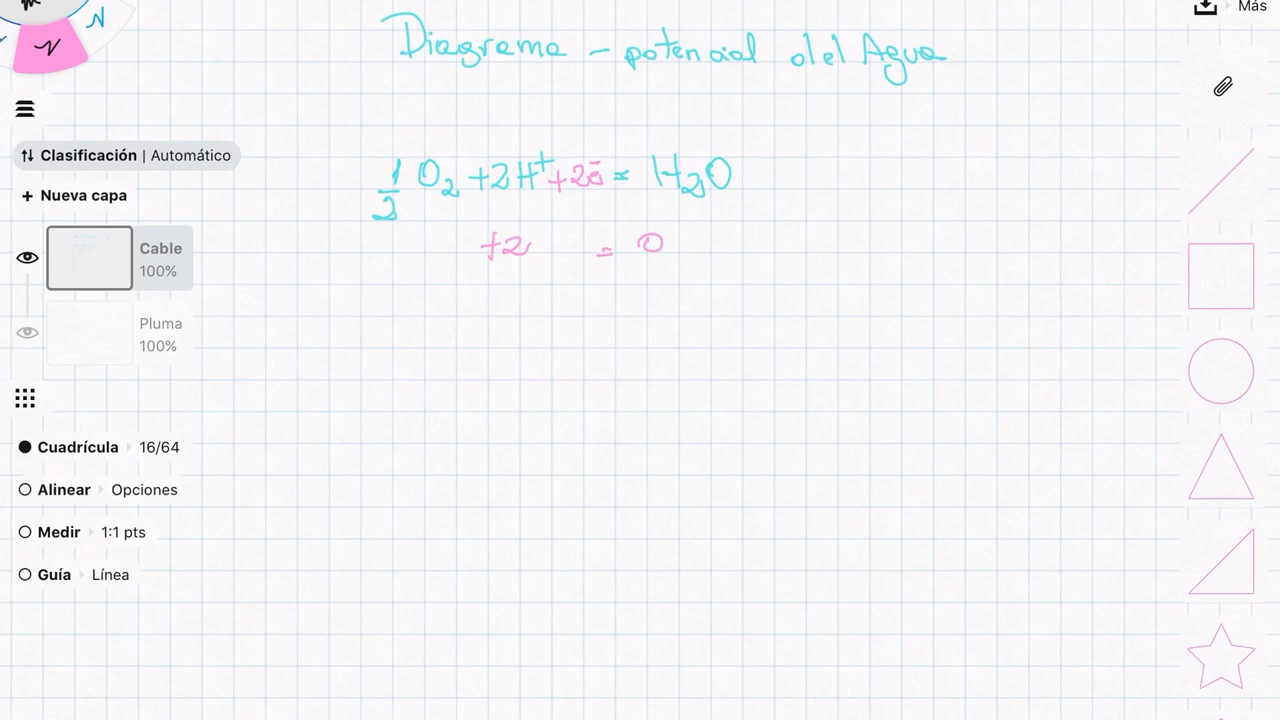 Más
Diagrama - potencial del Agua
Clasificación | Automático
+ Nueva capa
1/2 O₂ + 2H⁺ + 2ē = H₂O
+2 = 0
Cable
100%
Pluma
100%
Cuadrícula 16/64
Alinear Opciones
Medir 1:1 pts
Guía Línea